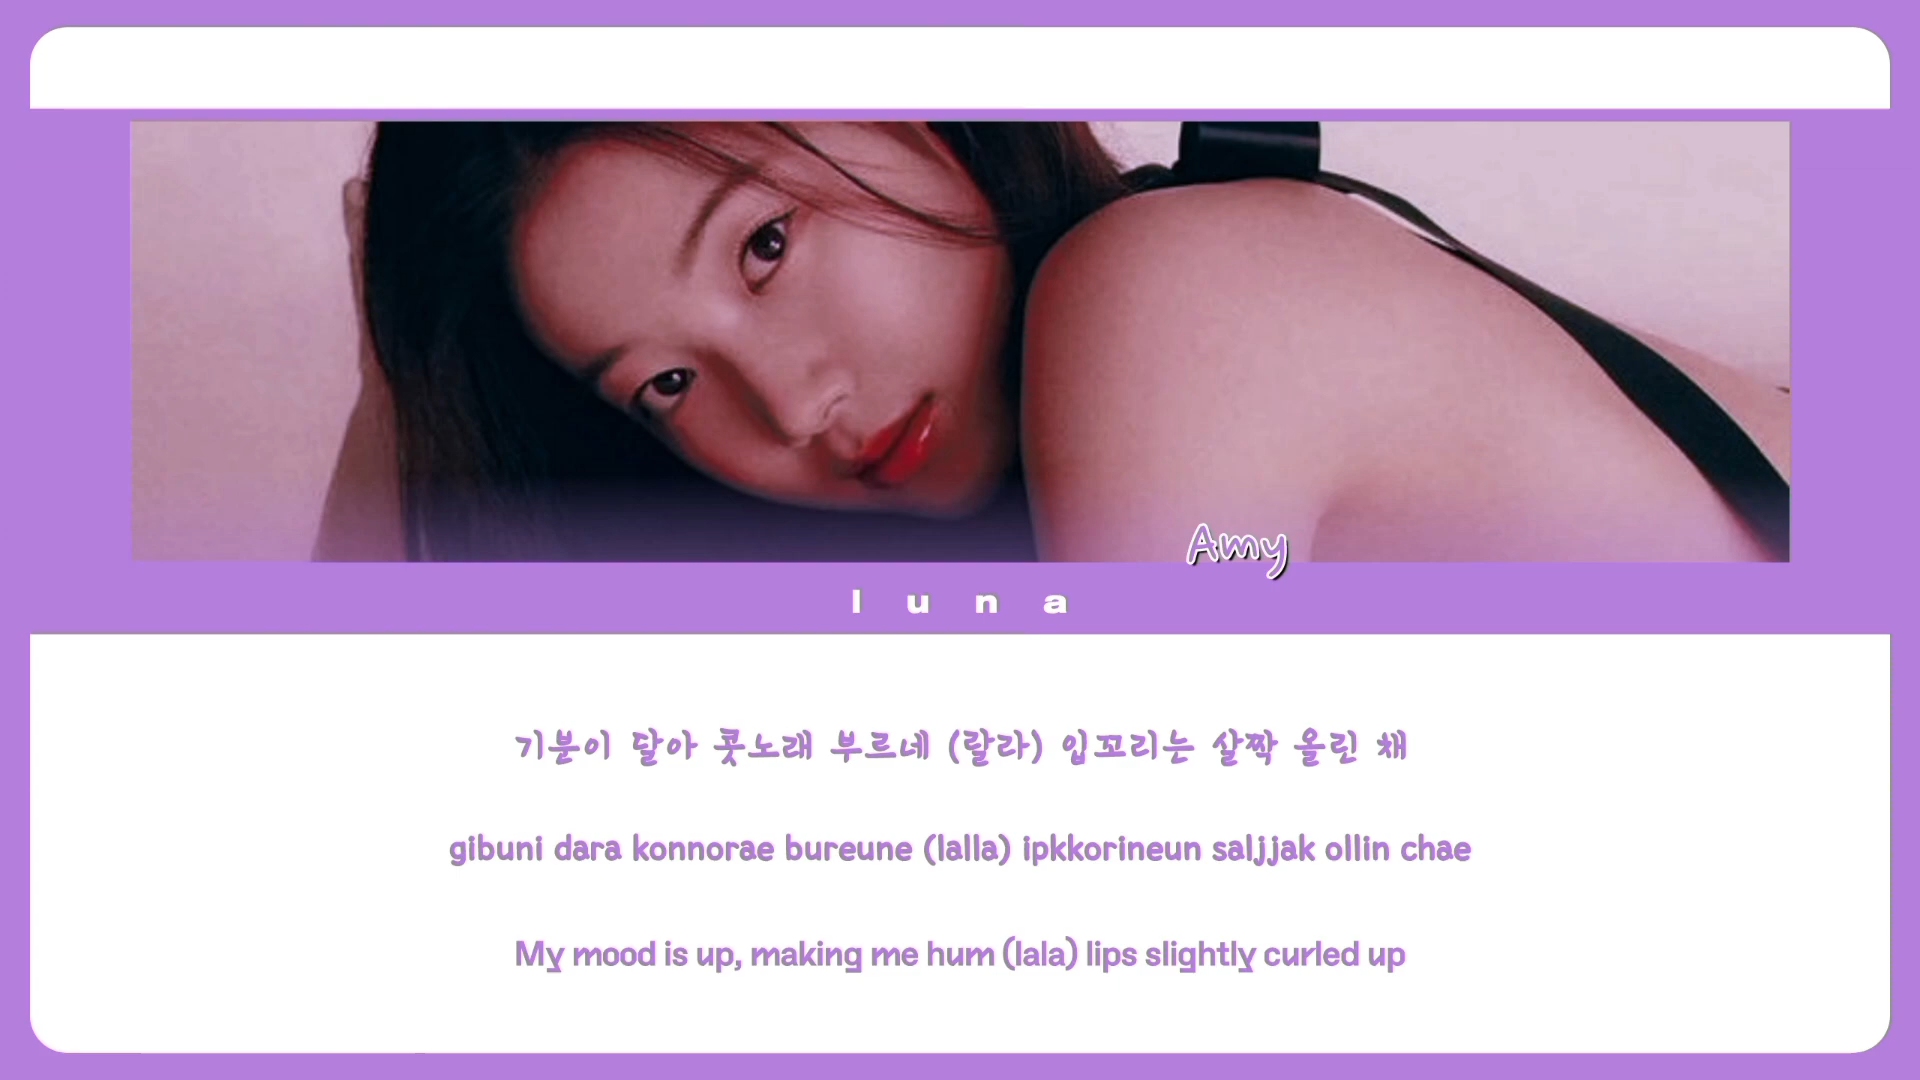 Amy
luna
기분이 달아 콧노래 부르네 (랄라) 입꼬리는 살짝 올린 채
gibuni dara konnorae bureune (lalla) ipkkorineun saljjak ollin chae
My mood is up, making me hum (lala) lips slightly curled up